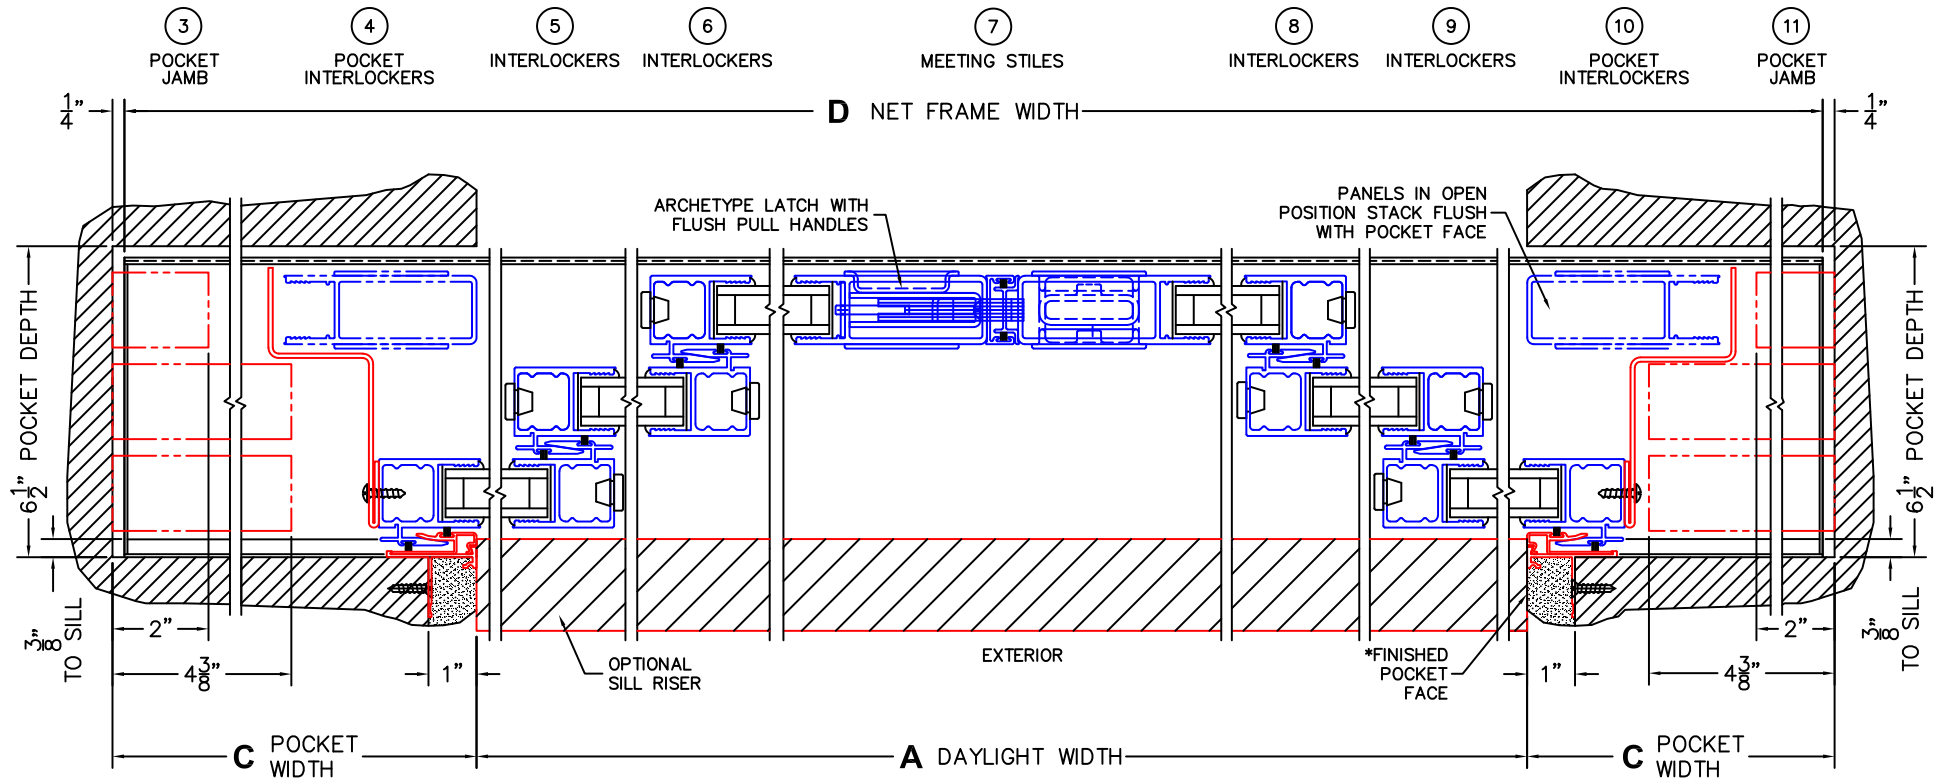 3
4
5
6
7
8
9
10
11
POCKET
JAMB
POCKET
INTERLOCKERS
INTERLOCKERS
INTERLOCKERS
MEETING STILES
INTERLOCKERS
INTERLOCKERS
POCKET
INTERLOCKERS
POCKET
JAMB
1/4"
D NET FRAME WIDTH
1/4"
ARCHETYPE LATCH WITH
FLUSH PULL HANDLES
PANELS IN OPEN
POSITION STACK FLUSH
WITH POCKET FACE
6 1/2" POCKET DEPTH
6 1/2" POCKET DEPTH
3/8"
TO SILL
3/8"
TO SILL
2"
4 3/8"
1"
OPTIONAL
SILL RISER
EXTERIOR
*FINISHED
POCKET
FACE
1"
2"
4 3/8"
C POCKET
WIDTH
A DAYLIGHT WIDTH
C POCKET
WIDTH